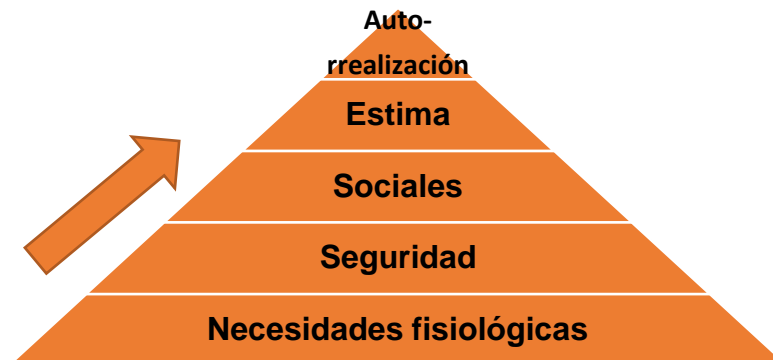 Auto-
rrealización
Estima
Sociales
Seguridad
Necesidades fisiológicas